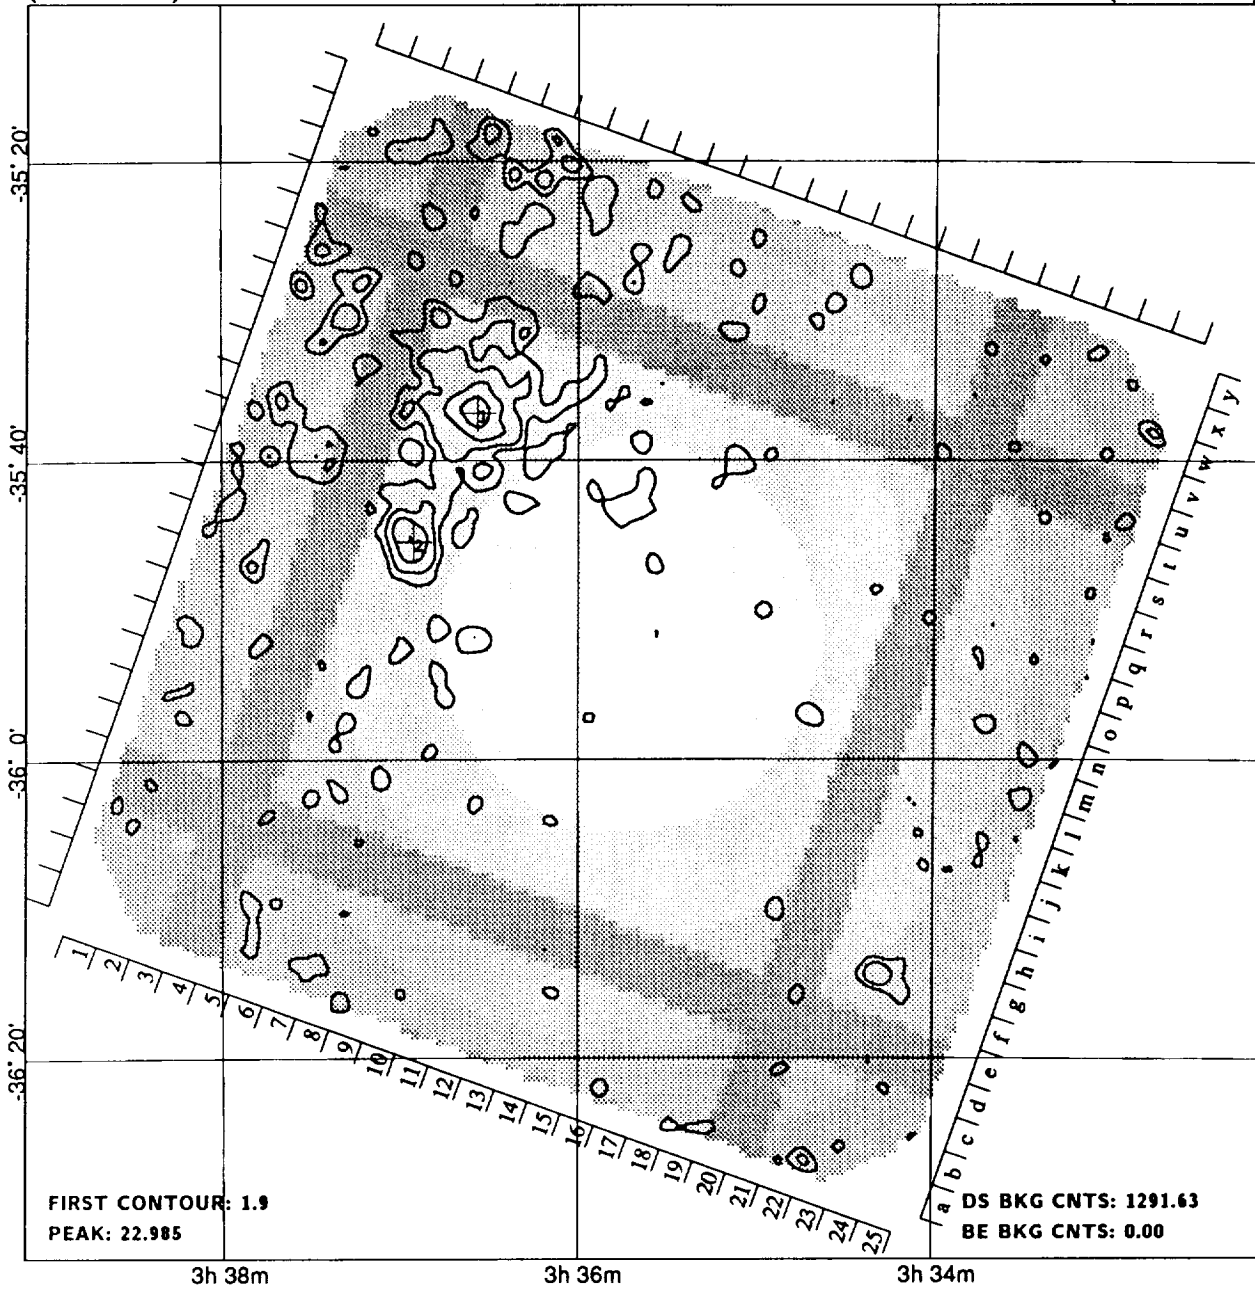 -35° 20'
-35° 40'
-36° 0'
-36° 20'
1 2 3 4 5 6 7 8 9 10 11 12 13 14 15 16 17 18 19 20 21 22 23 24 25
a b c d e f g h i j k l m n o p q r s t u v w x y
2
FIRST CONTOUR: 1.9
PEAK: 22.985
DS BKG CNTS: 1291.63
BE BKG CNTS: 0.00
3h 38m
3h 36m
3h 34m